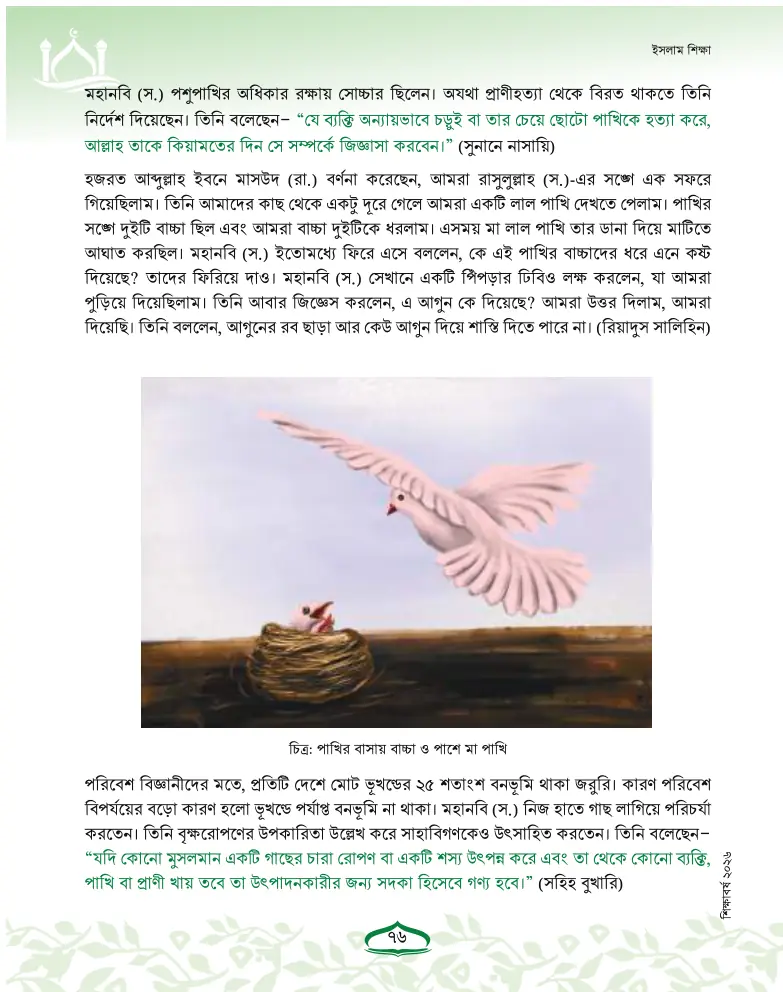 ইসলাম শিক্ষা
মহানবি (স.) পশুপাখির অধিকার রক্ষায় সোচ্চার ছিলেন। অযথা প্রাণীহত্যা থেকে বিরত থাকতে তিনি
নির্দেশ দিয়েছেন। তিনি বলেছেন– “যে ব্যক্তি অন্যায়ভাবে চড়ুই বা তার চেয়ে ছোটো পাখিকে হত্যা করে,
আল্লাহ তাকে কিয়ামতের দিন সে সম্পর্কে জিজ্ঞাসা করবেন।” (সুনানে নাসায়ি)
হজরত আব্দুল্লাহ ইবনে মাসউদ (রা.) বর্ণনা করেছেন, আমরা রাসুলুল্লাহ (স.)-এর সঙ্গে এক সফরে
গিয়েছিলাম। তিনি আমাদের কাছ থেকে একটু দূরে গেলে আমরা একটি লাল পাখি দেখতে পেলাম। পাখির
সঙ্গে দুইটি বাচ্চা ছিল এবং আমরা বাচ্চা দুইটিকে ধরলাম। এসময় মা লাল পাখি তার ডানা দিয়ে মাটিতে
আঘাত করছিল। মহানবি (স.) ইতোমধ্যে ফিরে এসে বললেন, কে এই পাখির বাচ্চাদের ধরে এনে কষ্ট
দিয়েছে? তাদের ফিরিয়ে দাও। মহানবি (স.) সেখানে একটি পিঁপড়ার ঢিবিও লক্ষ করলেন, যা আমরা
পুড়িয়ে দিয়েছিলাম। তিনি আবার জিজ্ঞেস করলেন, এ আগুন কে দিয়েছে? আমরা উত্তর দিলাম, আমরা
দিয়েছি। তিনি বললেন, আগুনের রব ছাড়া আর কেউ আগুন দিয়ে শাস্তি দিতে পারে না। (রিয়াদুস সালিহিন)
চিত্র: পাখির বাসায় বাচ্চা ও পাশে মা পাখি
পরিবেশ বিজ্ঞানীদের মতে, প্রতিটি দেশে মোট ভূখন্ডের ২৫ শতাংশ বনভূমি থাকা জরুরি। কারণ পরিবেশ
বিপর্যয়ের বড়ো কারণ হলো ভূখন্ডে পর্যাপ্ত বনভূমি না থাকা। মহানবি (স.) নিজ হাতে গাছ লাগিয়ে পরিচর্যা
করতেন। তিনি বৃক্ষরোপণের উপকারিতা উল্লেখ করে সাহাবিগণকেও উৎসাহিত করতেন। তিনি বলেছেন–
“যদি কোনো মুসলমান একটি গাছের চারা রোপণ বা একটি শস্য উৎপন্ন করে এবং তা থেকে কোনো ব্যক্তি,
পাখি বা প্রাণী খায় তবে তা উৎপাদনকারীর জন্য সদকা হিসেবে গণ্য হবে।” (সহিহ বুখারি)
শিক্ষাবর্ষ ২০২৬
৭৬